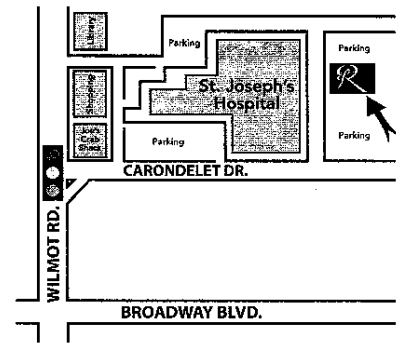 Library
Parking
Parking
Shopping
St. Joseph's
Hospital
R
Joe's
Crab
Shack
Parking
Parking
CARONDELET DR.
WILMOT RD.
BROADWAY BLVD.